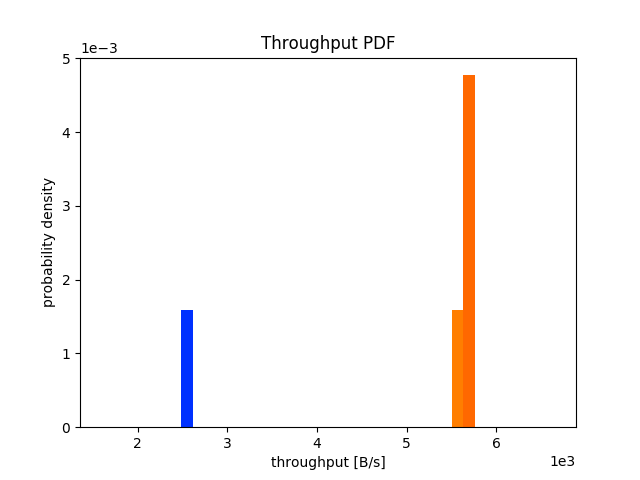 Throughput PDF
1e−3
5
4
3
2
1
0
probability density
2 3 4 5 6
1e3
throughput [B/s]